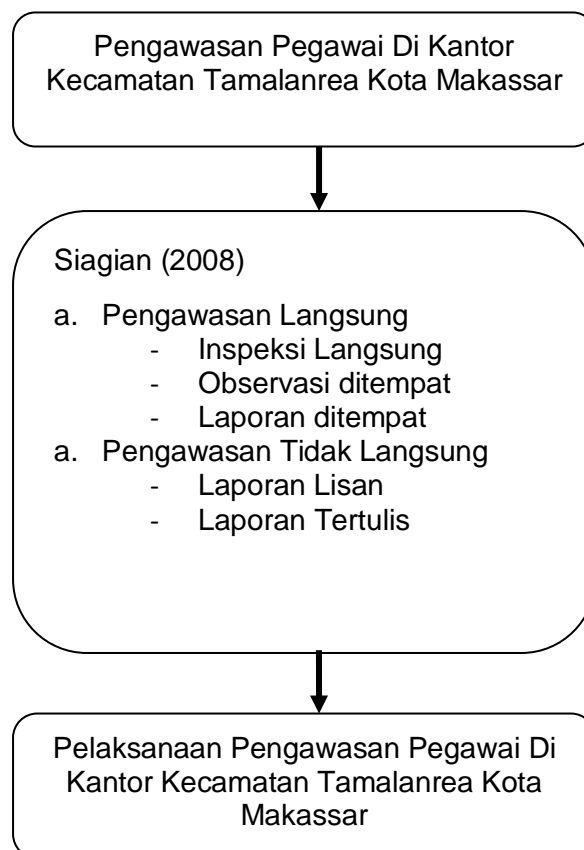 Pengawasan Pegawai Di Kantor
Kecamatan Tamalanrea Kota Makassar
Siagian (2008)
a. Pengawasan Langsung
- Inspeksi Langsung
- Observasi ditempat
- Laporan ditempat
a. Pengawasan Tidak Langsung
- Laporan Lisan
- Laporan Tertulis
Pelaksanaan Pengawasan Pegawai Di
Kantor Kecamatan Tamalanrea Kota
Makassar